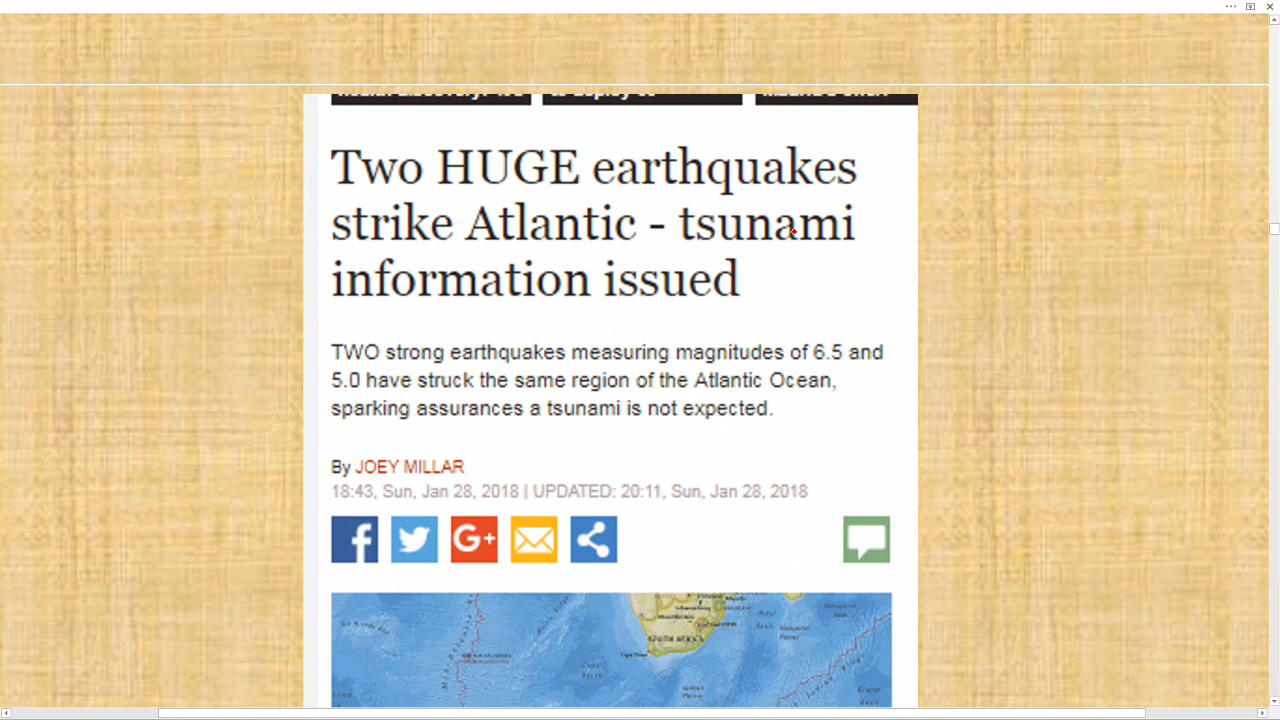 Two HUGE earthquakes
strike Atlantic - tsunami
information issued
TWO strong earthquakes measuring magnitudes of 6.5 and
5.0 have struck the same region of the Atlantic Ocean,
sparking assurances a tsunami is not expected.
By JOEY MILLAR
18:43, Sun, Jan 28, 2018 | UPDATED: 20:11, Sun, Jan 28, 2018
f G+
SOUTH AFRICA
Cape Town